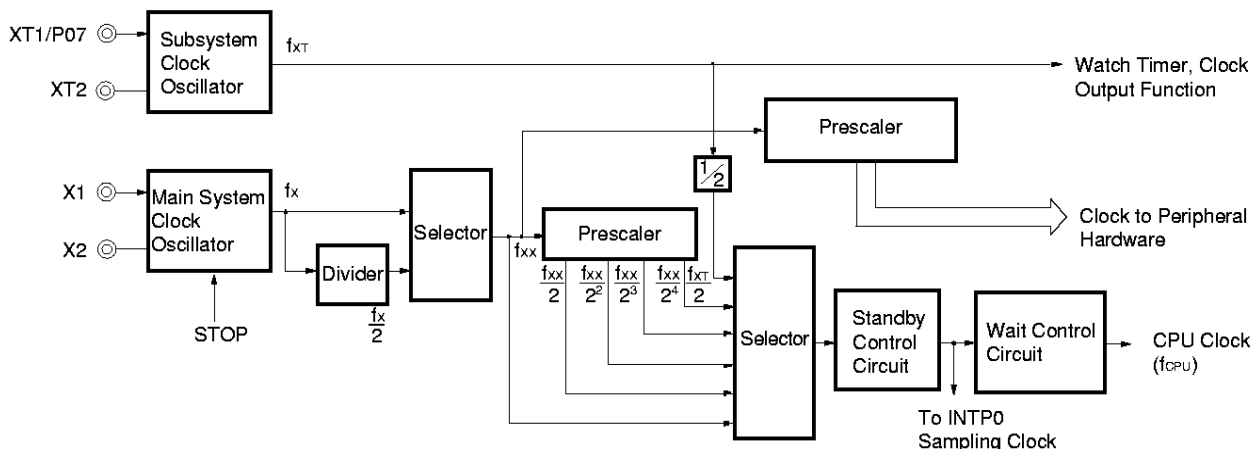 XT1/P07
XT2
Subsystem
Clock
Oscillator
fXT
Watch Timer, Clock
Output Function
Prescaler
1/2
X1
X2
Main System
Clock
Oscillator
fX
Selector
Divider
fX/2
STOP
fXX
Prescaler
fXX/2
fXX/2²
fXX/2³
fXX/2⁴
fXT/2
Clock to Peripheral
Hardware
Selector
Standby
Control
Circuit
Wait Control
Circuit
CPU Clock
(fCPU)
To INTP0
Sampling Clock